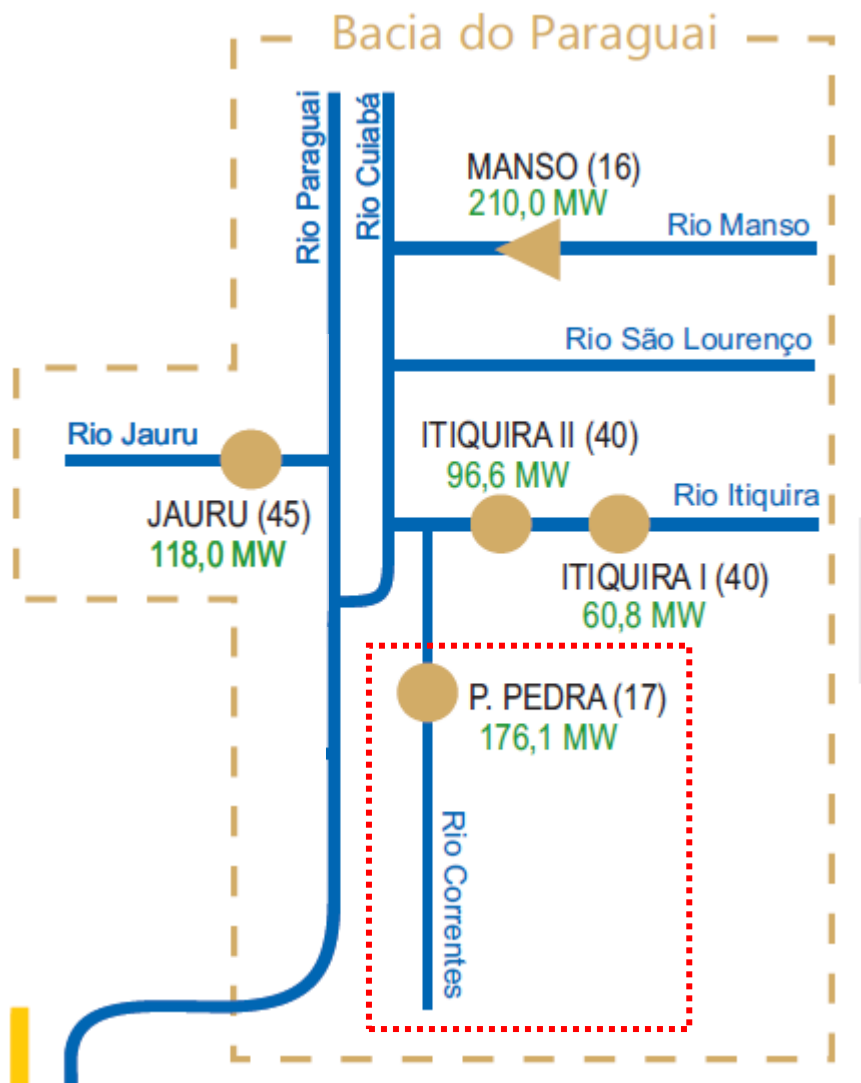 Bacia do Paraguai
Rio Paraguai
Rio Cuiabá
MANSO (16)
210,0 MW
Rio Manso
Rio São Lourenço
Rio Jauru
JAURU (45)
118,0 MW
ITIQUIRA II (40)
96,6 MW
Rio Itiquira
ITIQUIRA I (40)
60,8 MW
P. PEDRA (17)
176,1 MW
Rio Correntes